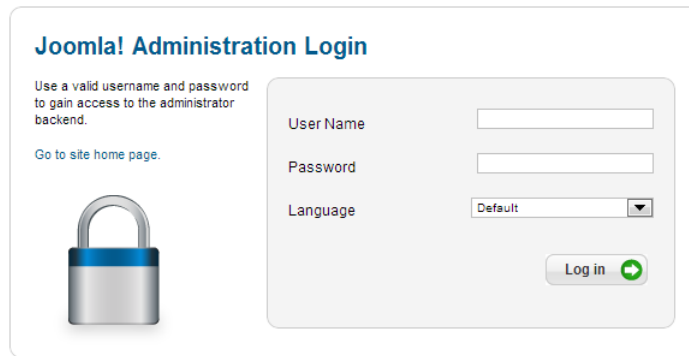 Joomla! Administration Login
Use a valid username and password
to gain access to the administrator
backend.
Go to site home page.
User Name
Password
Language
Default
Log in